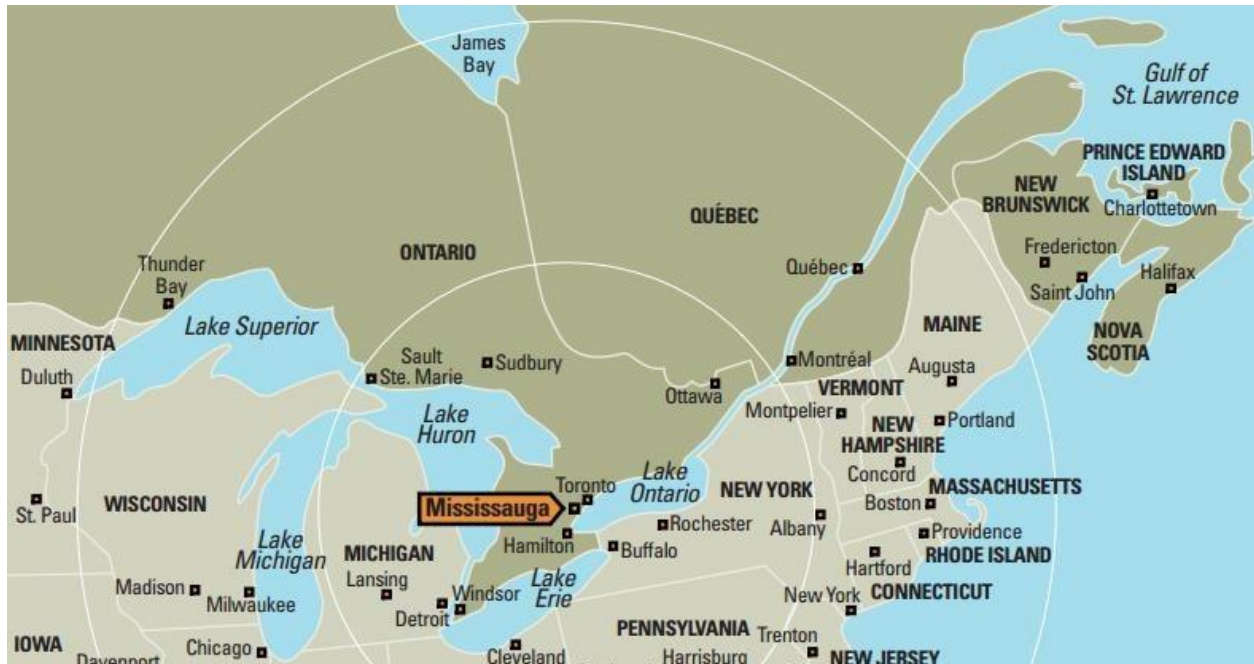 James
Bay
Gulf of
St. Lawrence
PRINCE EDWARD
ISLAND
Charlottetown
NEW
BRUNSWICK
QUÉBEC
ONTARIO
Fredericton
Thunder
Bay
Québec
Halifax
Saint John
Lake Superior
MAINE
NOVA
SCOTIA
MINNESOTA
Duluth
Sault
Ste. Marie
Sudbury
Montréal
Augusta
Ottawa
VERMONT
Montpelier
Portland
Lake
Huron
NEW
HAMPSHIRE
Concord
Lake
Ontario
Toronto
NEW YORK
MASSACHUSETTS
Boston
WISCONSIN
Mississauga
St. Paul
Rochester
Albany
Providence
RHODE ISLAND
Lake
Michigan
MICHIGAN
Hamilton
Buffalo
Hartford
Lansing
Lake
Erie
CONNECTICUT
Madison
Milwaukee
Windsor
Detroit
New York
PENNSYLVANIA
Trenton
IOWA
Chicago
Davenport
Cleveland
Harrisburg
NEW JERSEY